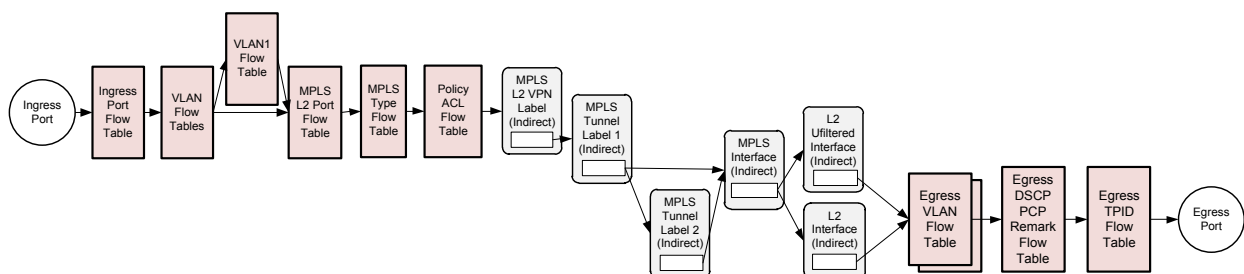 Ingress
Port
Ingress
Port
Flow
Table
VLAN
Flow
Tables
VLAN1
Flow
Table
MPLS
L2 Port
Flow
Table
MPLS
Type
Flow
Table
Policy
ACL
Flow
Table
MPLS
L2 VPN
Label
(Indirect)
MPLS
Tunnel
Label 1
(Indirect)
MPLS
Tunnel
Label 2
(Indirect)
MPLS
Interface
(Indirect)
L2
Ufiltered
Interface
(Indirect)
L2
Interface
(Indirect)
Egress
VLAN
Flow
Table
Egress
DSCP
PCP
Remark
Flow
Table
Egress
TPID
Flow
Table
Egress
Port